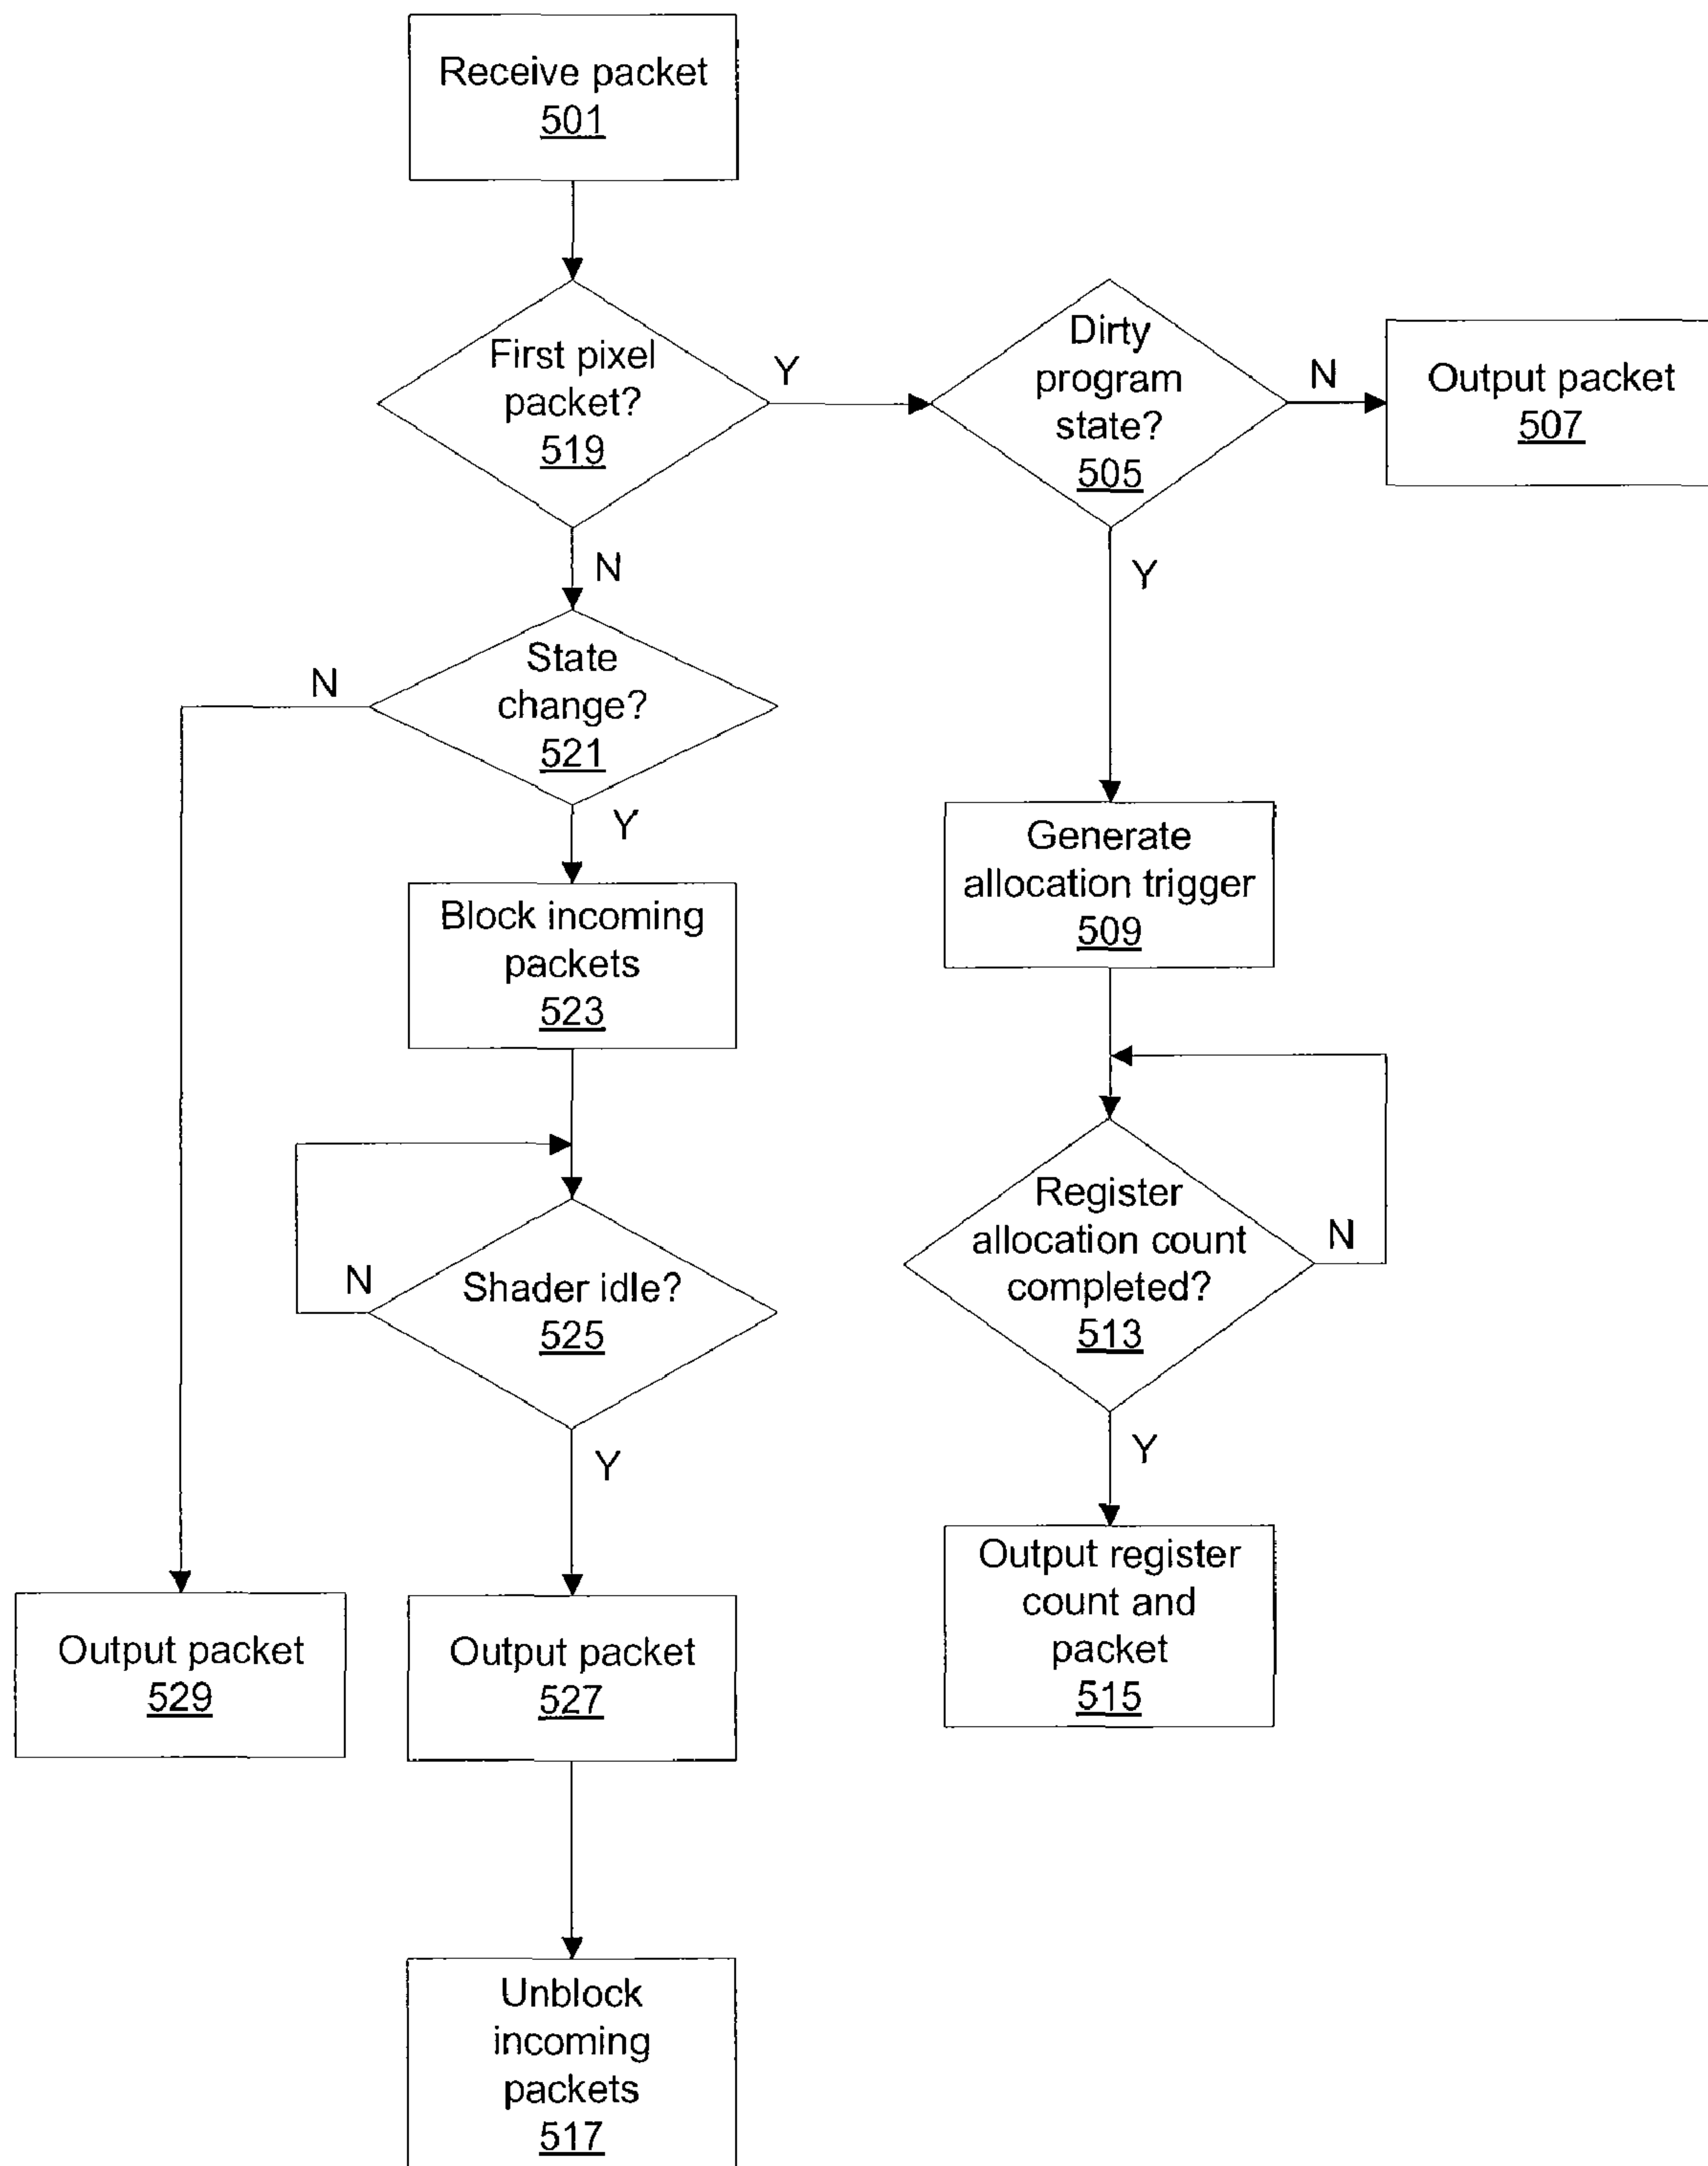 Receive packet
501
First pixel
packet?
519
Y
Dirty
program
state?
505
N
Output packet
507
N
Y
State
change?
521
N
Y
Generate
allocation trigger
509
Block incoming
packets
523
Register
allocation count
completed?
513
N
Shader idle?
525
N
Y
Y
Output register
count and
packet
515
Output packet
529
Output packet
527
Unblock
incoming
packets
517